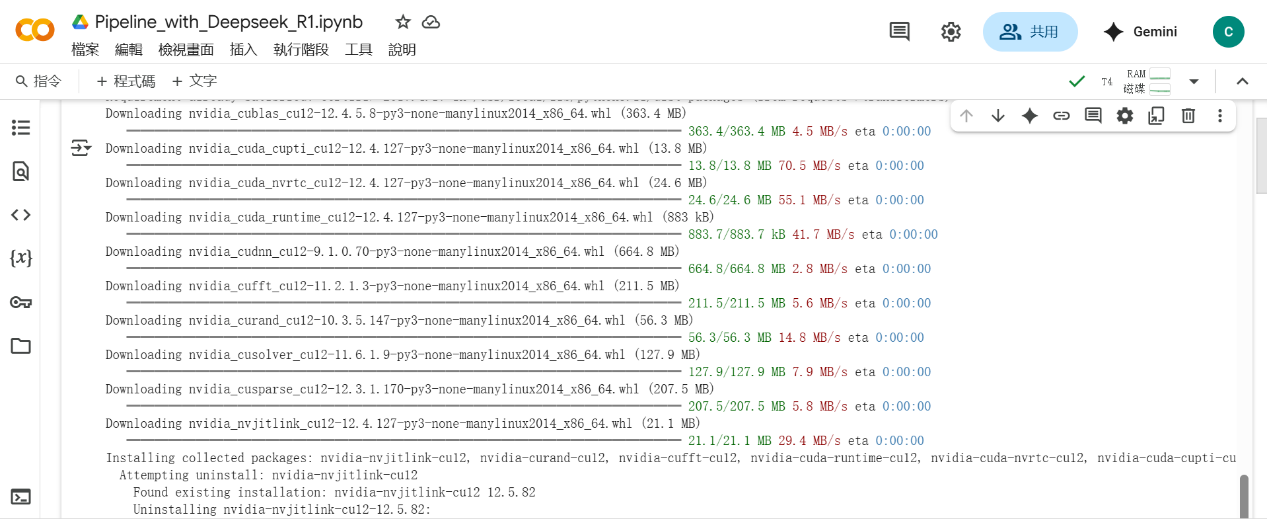 Pipeline_with_Deepseek_R1.ipynb
檔案 編輯 檢視畫面 插入 執行階段 工具 說明
共用
Gemini
C
指令 + 程式碼 + 文字
T4 RAM 磁碟
Downloading nvidia_cublas_cu12-12.4.5.8-py3-none-manylinux2014_x86_64.whl (363.4 MB)
363.4/363.4 MB 4.5 MB/s eta 0:00:00
Downloading nvidia_cuda_cupti_cu12-12.4.127-py3-none-manylinux2014_x86_64.whl (13.8 MB)
13.8/13.8 MB 70.5 MB/s eta 0:00:00
Downloading nvidia_cuda_nvrtc_cu12-12.4.127-py3-none-manylinux2014_x86_64.whl (24.6 MB)
24.6/24.6 MB 55.1 MB/s eta 0:00:00
Downloading nvidia_cuda_runtime_cu12-12.4.127-py3-none-manylinux2014_x86_64.whl (883 kB)
883.7/883.7 kB 41.7 MB/s eta 0:00:00
Downloading nvidia_cudnn_cu12-9.1.0.70-py3-none-manylinux2014_x86_64.whl (664.8 MB)
664.8/664.8 MB 2.8 MB/s eta 0:00:00
Downloading nvidia_cufft_cu12-11.2.1.3-py3-none-manylinux2014_x86_64.whl (211.5 MB)
211.5/211.5 MB 5.6 MB/s eta 0:00:00
Downloading nvidia_curand_cu12-10.3.5.147-py3-none-manylinux2014_x86_64.whl (56.3 MB)
56.3/56.3 MB 14.8 MB/s eta 0:00:00
Downloading nvidia_cusolver_cu12-11.6.1.9-py3-none-manylinux2014_x86_64.whl (127.9 MB)
127.9/127.9 MB 7.9 MB/s eta 0:00:00
Downloading nvidia_cusparse_cu12-12.3.1.170-py3-none-manylinux2014_x86_64.whl (207.5 MB)
207.5/207.5 MB 5.8 MB/s eta 0:00:00
Downloading nvidia_nvjitlink_cu12-12.4.127-py3-none-manylinux2014_x86_64.whl (21.1 MB)
21.1/21.1 MB 29.4 MB/s eta 0:00:00
Installing collected packages: nvidia-nvjitlink-cu12, nvidia-curand-cu12, nvidia-cufft-cu12, nvidia-cuda-runtime-cu12, nvidia-cuda-nvrtc-cu12, nvidia-cuda-cupti-cu
Attempting uninstall: nvidia-nvjitlink-cu12
Found existing installation: nvidia-nvjitlink-cu12 12.5.82
Uninstalling nvidia-nvjitlink-cu12-12.5.82: